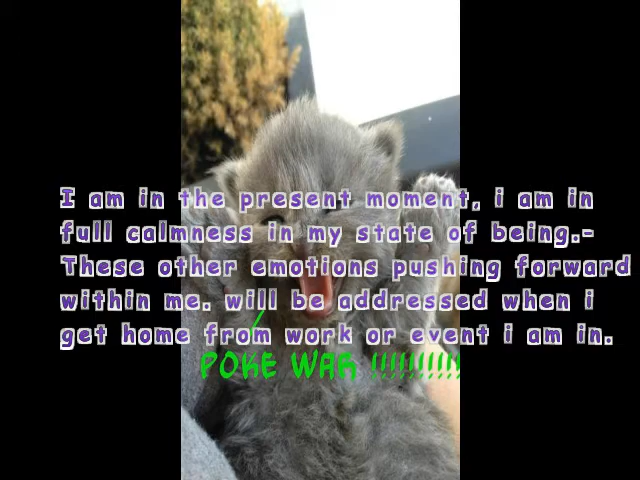 I am in the present moment, i am in
full calmness in my state of being.-
These other emotions pushing forward
within me. will be addressed when i
get home from work or event i am in.
POKE WAR !!!!!!!!!!